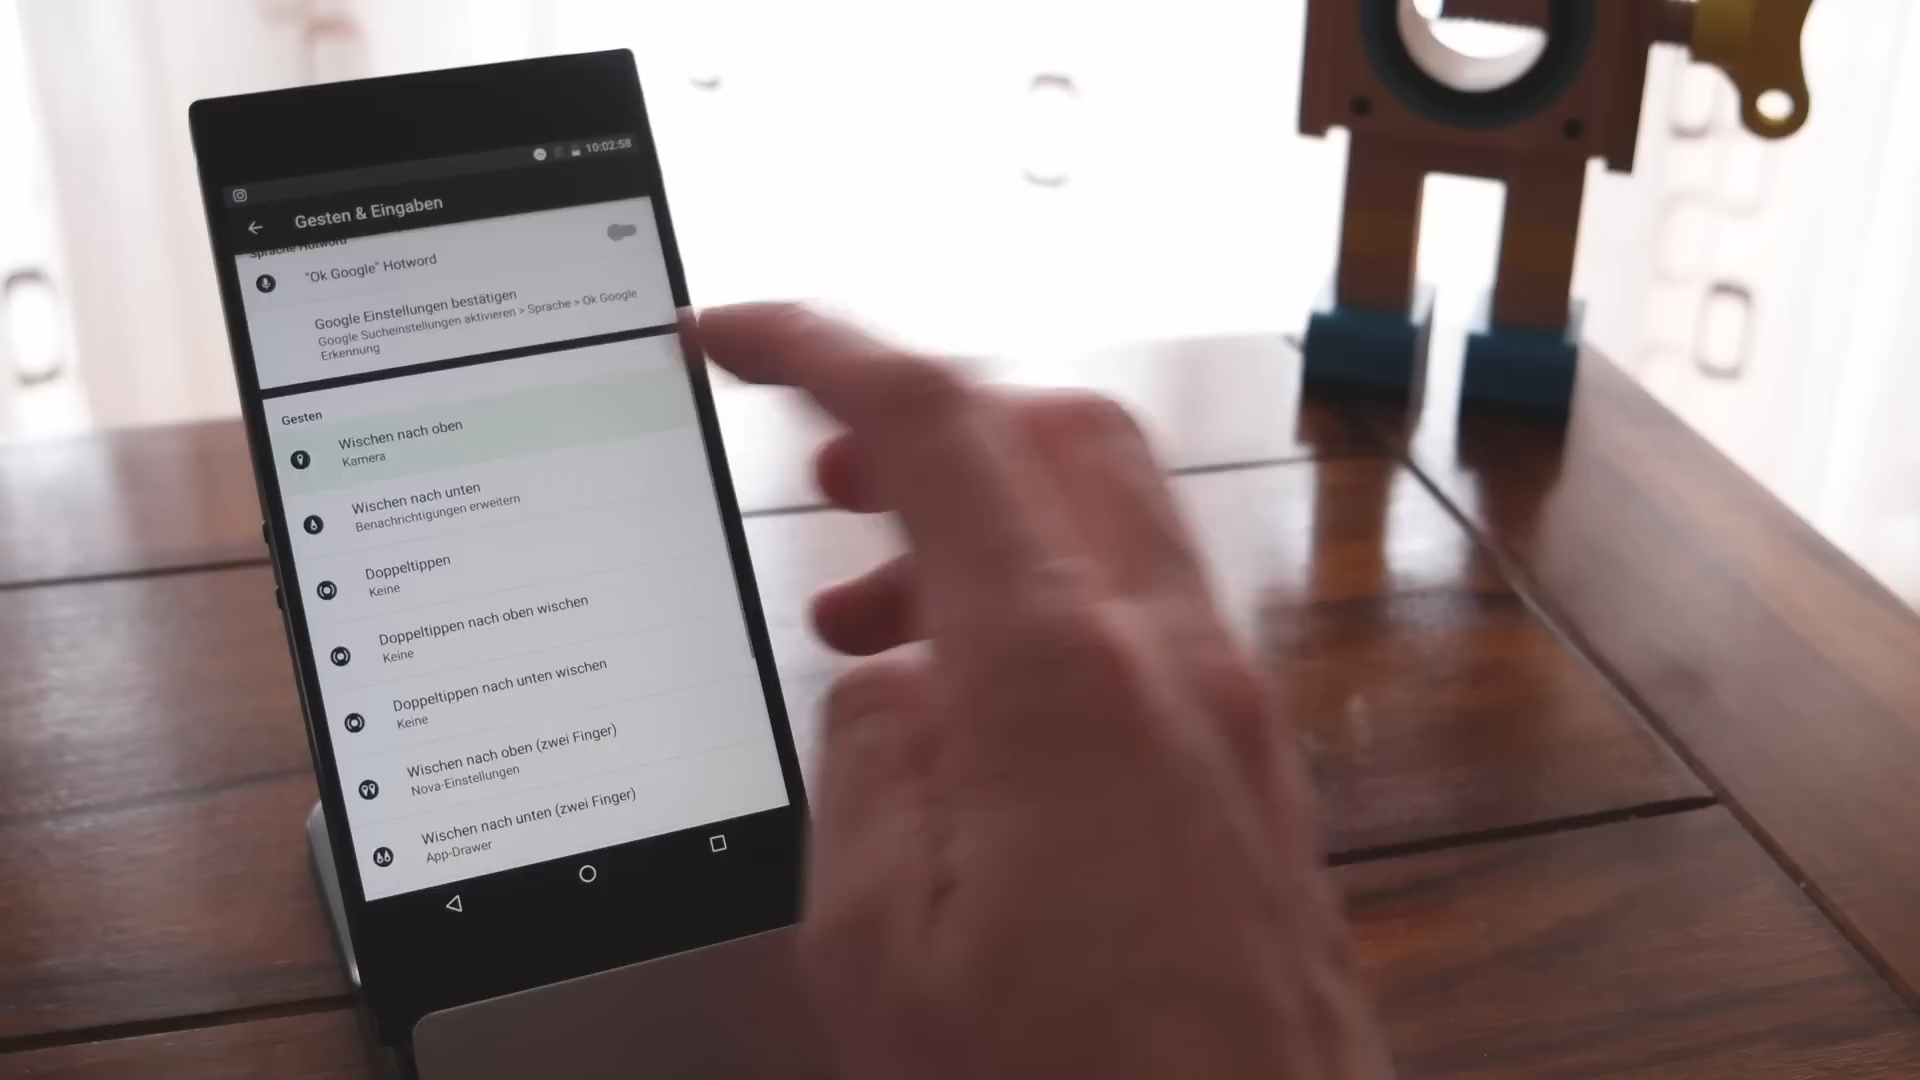 10:02:58
Gesten & Eingaben
Sprache Hotword
"Ok Google" Hotword
Google Einstellungen bestätigen
Google Sucheinstellungen aktivieren > Sprache > Ok Google
Erkennung
Gesten
Wischen nach oben
Kamera
Wischen nach unten
Benachrichtigungen erweitern
Doppeltippen
Keine
Doppeltippen nach oben wischen
Keine
Doppeltippen nach unten wischen
Keine
Wischen nach oben (zwei Finger)
Nova-Einstellungen
Wischen nach unten (zwei Finger)
App-Drawer